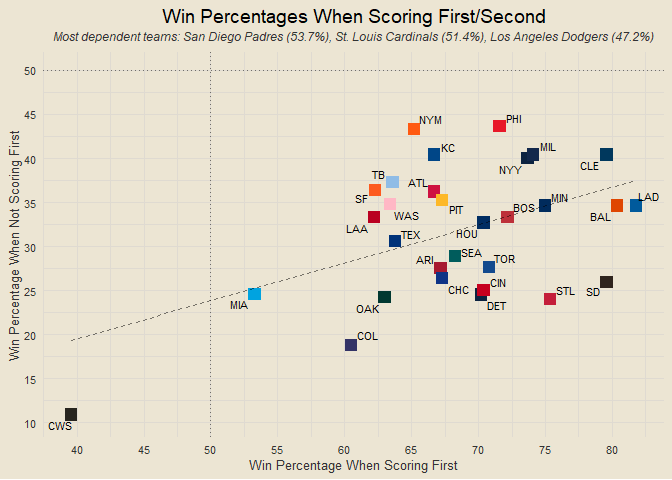 Win Percentages When Scoring First/Second
Most dependent teams: San Diego Padres (53.7%), St. Louis Cardinals (51.4%), Los Angeles Dodgers (47.2%)
Win Percentage When Not Scoring First
50
45
40
35
30
25
20
15
10
NYM
PHI
KC
MIL
NYY
CLE
TB
ATL
SF
WAS
PIT
LAA
BOS
MIN
LAD
BAL
HOU
TEX
SEA
ARI
TOR
CHC
CIN
DET
STL
SD
MIA
OAK
COL
CWS
40
45
50
55
60
65
70
75
80
Win Percentage When Scoring First